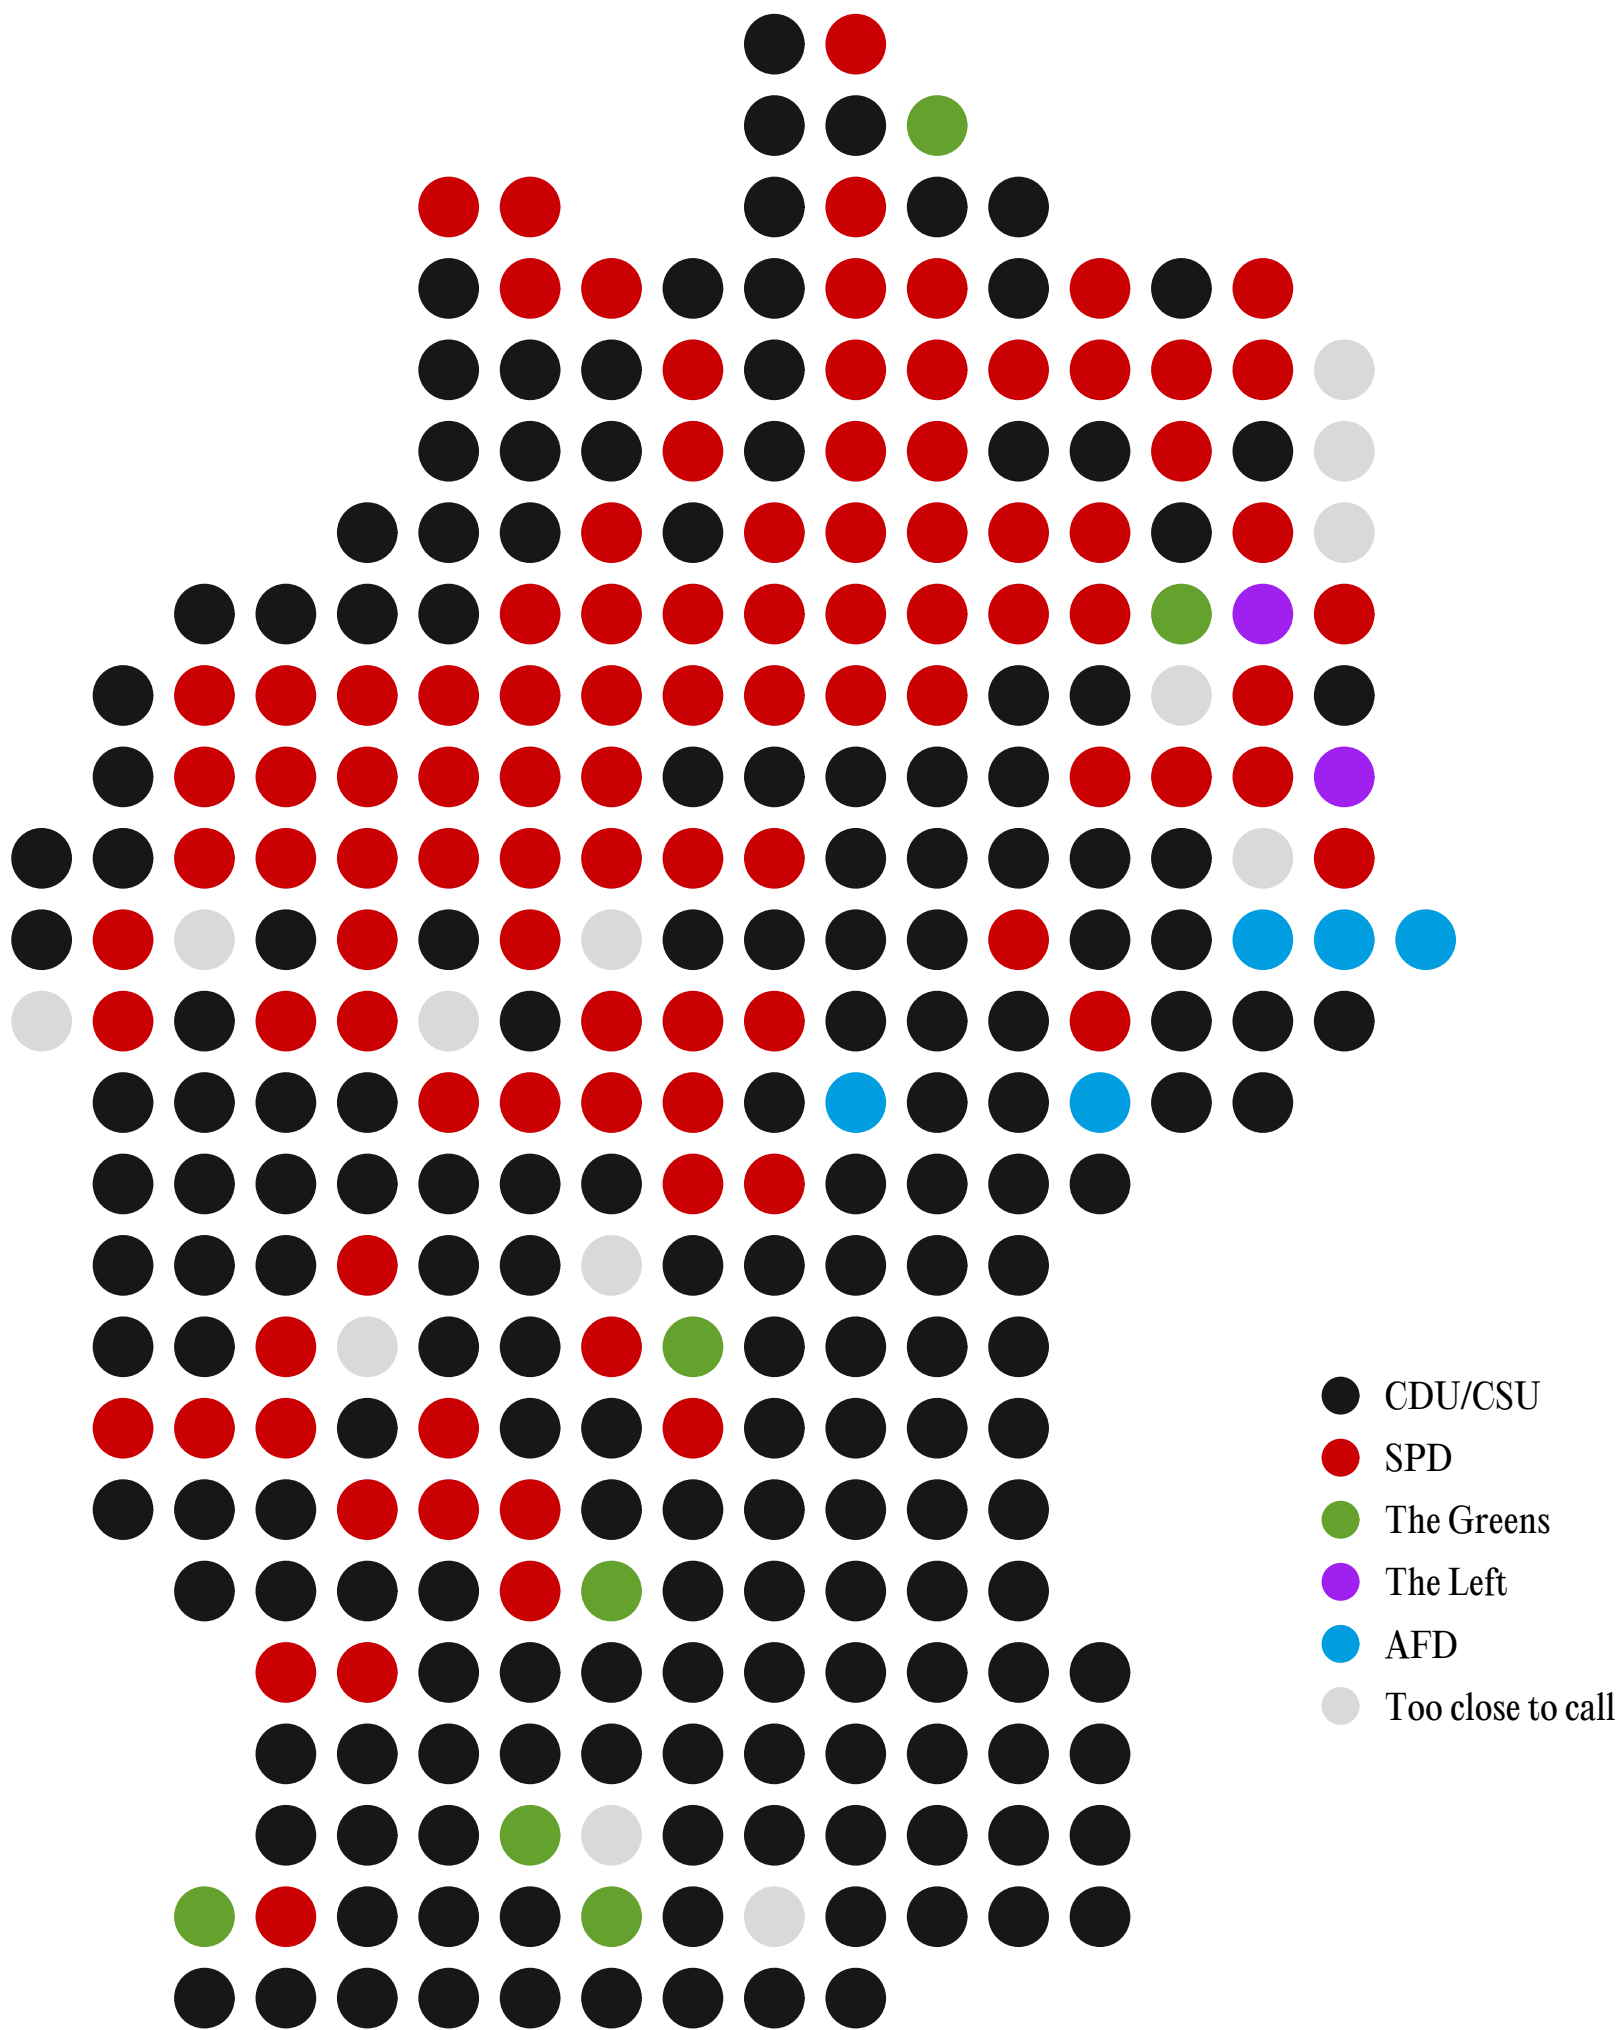 CDU/CSU
SPD
The Greens
The Left
AFD
Too close to call